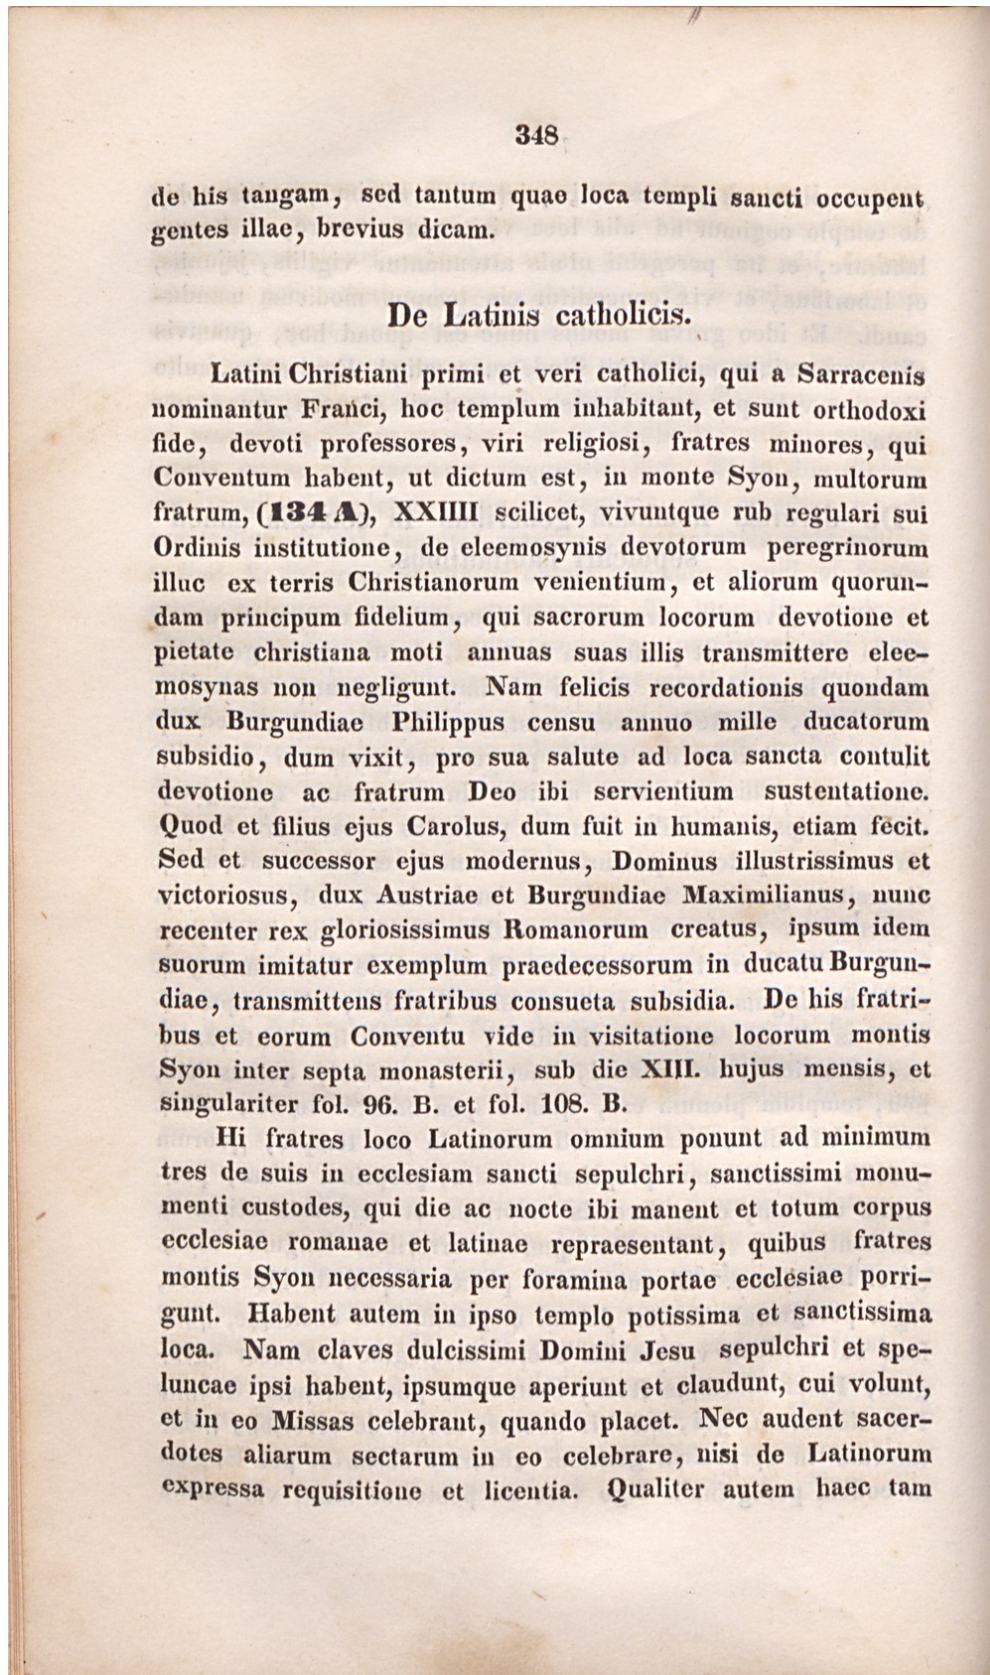 348
de his tangam, sed tantum quae loca templi sancti occupent
gentes illae, brevius dicam.
De Latinis catholicis.
Latini Christiani primi et veri catholici, qui a Sarracenis
nominantur Franci, hoc templum inhabitant, et sunt orthodoxi
fide, devoti professores, viri religiosi, fratres minores, qui
Conventum habent, ut dictum est, in monte Syon, multorum
fratrum, (134 A), XXIIII scilicet, vivuntque rub regulari sui
Ordinis institutione, de eleemosynis devotorum peregrinorum
illuc ex terris Christianorum venientium, et aliorum quorun-
dam principum fidelium, qui sacrorum locorum devotione et
pietate christiana moti annuas suas illis transmittere elee-
mosynas non negligunt. Nam felicis recordationis quondam
dux Burgundiae Philippus censu annuo mille ducatorum
subsidio, dum vixit, pro sua salute ad loca sancta contulit
devotione ac fratrum Deo ibi servientium sustentatione.
Quod et filius ejus Carolus, dum fuit in humanis, etiam fecit.
Sed et successor ejus modernus, Dominus illustrissimus et
victoriosus, dux Austriae et Burgundiae Maximilianus, nunc
recenter rex gloriosissimus Romanorum creatus, ipsum idem
suorum imitatur exemplum praedecessorum in ducatu Burgun-
diae, transmittens fratribus consueta subsidia. De his fratri-
bus et eorum Conventu vide in visitatione locorum montis
Syon inter septa monasterii, sub die XIII. hujus mensis, et
singulariter fol. 96. B. et fol. 108. B.
Hi fratres loco Latinorum omnium ponunt ad minimum
tres de suis in ecclesiam sancti sepulchri, sanctissimi monu-
menti custodes, qui die ac nocte ibi manent et totum corpus
ecclesiae romanae et latinae repraesentant, quibus fratres
montis Syon necessaria per foramina portae ecclesiae porri-
gunt. Habent autem in ipso templo potissima et sanctissima
loca. Nam claves dulcissimi Domini Jesu sepulchri et spe-
luncae ipsi habent, ipsumque aperiunt et claudunt, cui volunt,
et in eo Missas celebrant, quando placet. Nec audent sacer-
dotes aliarum sectarum in eo celebrare, nisi de Latinorum
expressa requisitione et licentia. Qualiter autem haec tam